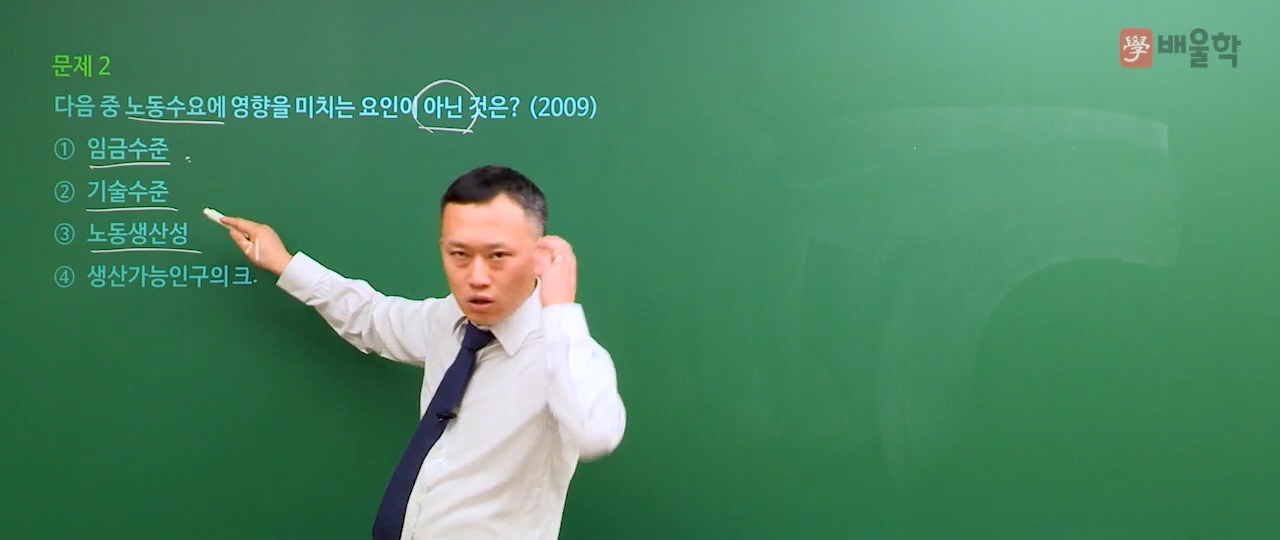 學 배울학
문제 2
다음 중 노동수요에 영향을 미치는 요인이 아닌 것은? (2009)
① 임금수준
② 기술수준
③ 노동생산성
④ 생산가능인구의 크